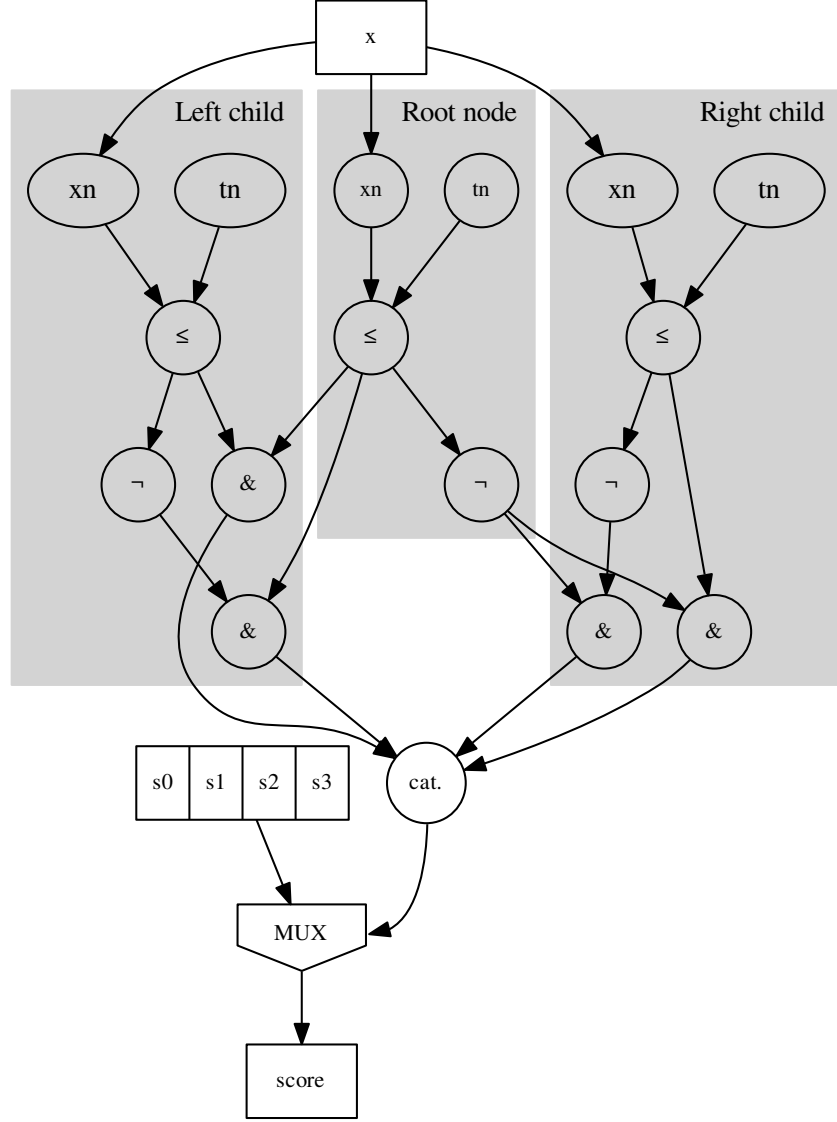 x
Left child
Root node
Right child
xn
tn
xn
tn
xn
tn
≤
≤
≤
¬
&
¬
¬
&
&
&
s0
s1
s2
s3
cat.
MUX
score